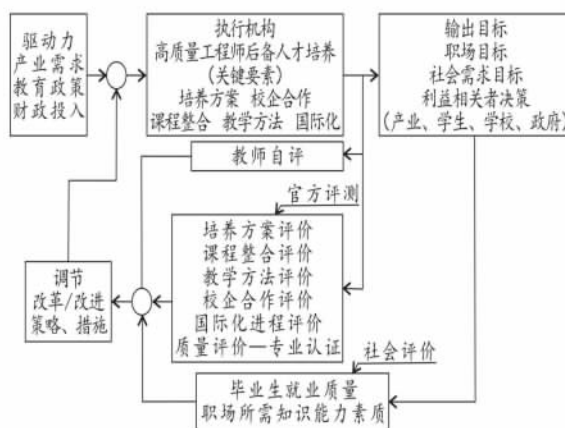 驱动力
产业需求
教育政策
财政投入
执行机构
高质量工程师后备人才培养
(关键要素)
培养方案 校企合作
课程整合 教学方法 国际化
输出目标
职场目标
社会需求目标
利益相关者决策
(产业、学生、学校、政府)
教师自评
官方评测
培养方案评价
课程整合评价
教学方法评价
校企合作评价
国际化进程评价
质量评价—专业认证
调节
改革/改进
策略、措施
社会评价
毕业生就业质量
职场所需知识能力素质